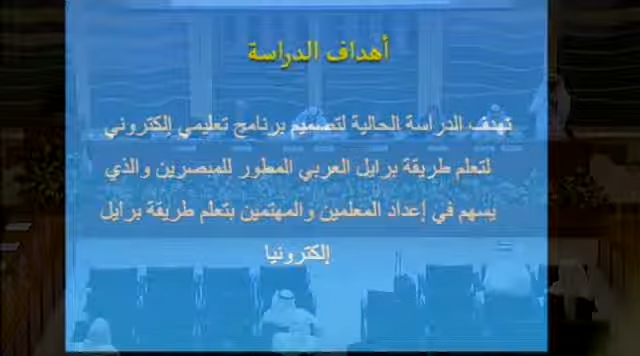 أهداف الدراسة
تهدف الدراسة الحالية لتصميم برنامج تعليمي إلكتروني
لتعلم طريقة برايل العربي المطور للمبصرين والذي
يسهم في إعداد المعلمين والمهتمين بتعلم طريقة برايل
إلكترونيا